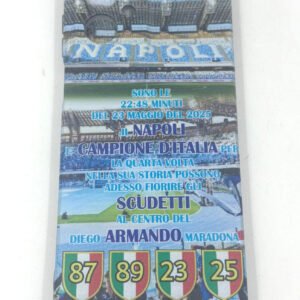 NAPOLI
SONO LE
22:48 MINUTI
DEL 23 MAGGIO DEL 2025
IL NAPOLI
E' CAMPIONE D'ITALIA PER
LA QUARTA VOLTA
NELLA SUA STORIA POSSONO
ADESSO FIORIRE GLI
SCUDETTI
AL CENTRO DEL
DIEGO ARMANDO MARADONA
87 89 23 25